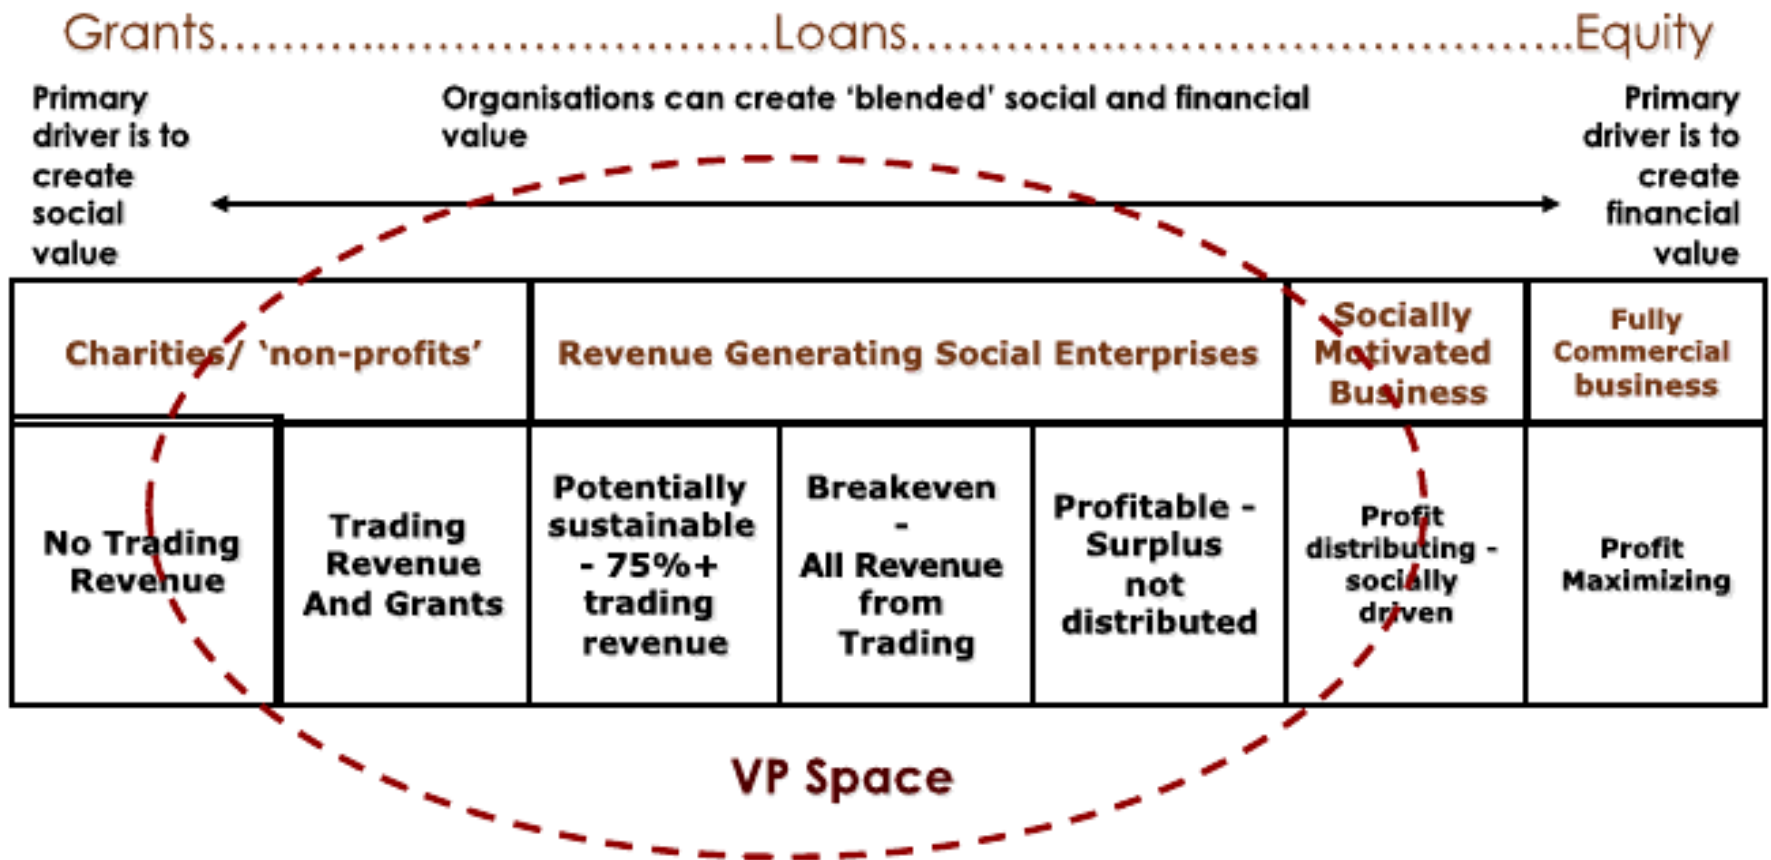 Grants……………………………Loans……………………………………Equity
Primary
driver is to
create
social
value
Organisations can create ‘blended’ social and financial
value
Primary
driver is to
create
financial
value
Charities/ ‘non-profits’
Revenue Generating Social Enterprises
Socially
Motivated
Business
Fully
Commercial
business
No Trading
Revenue
Trading
Revenue
And Grants
Potentially
sustainable
- 75%+
trading
revenue
Breakeven
-
All Revenue
from
Trading
Profitable -
Surplus
not
distributed
Profit
distributing -
socially
driven
Profit
Maximizing
VP Space